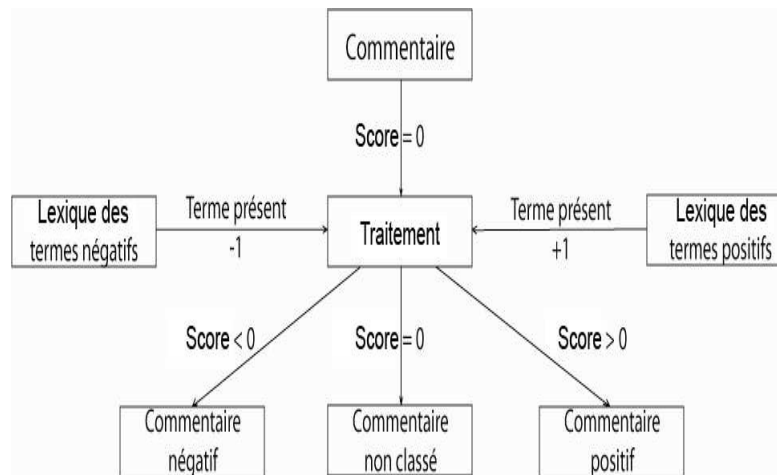 Commentaire
Score = 0
Lexique des
termes négatifs
Terme présent
-1
Traitement
Terme présent
+1
Lexique des
termes positifs
Score < 0
Score = 0
Score > 0
Commentaire
négatif
Commentaire
non classé
Commentaire
positif